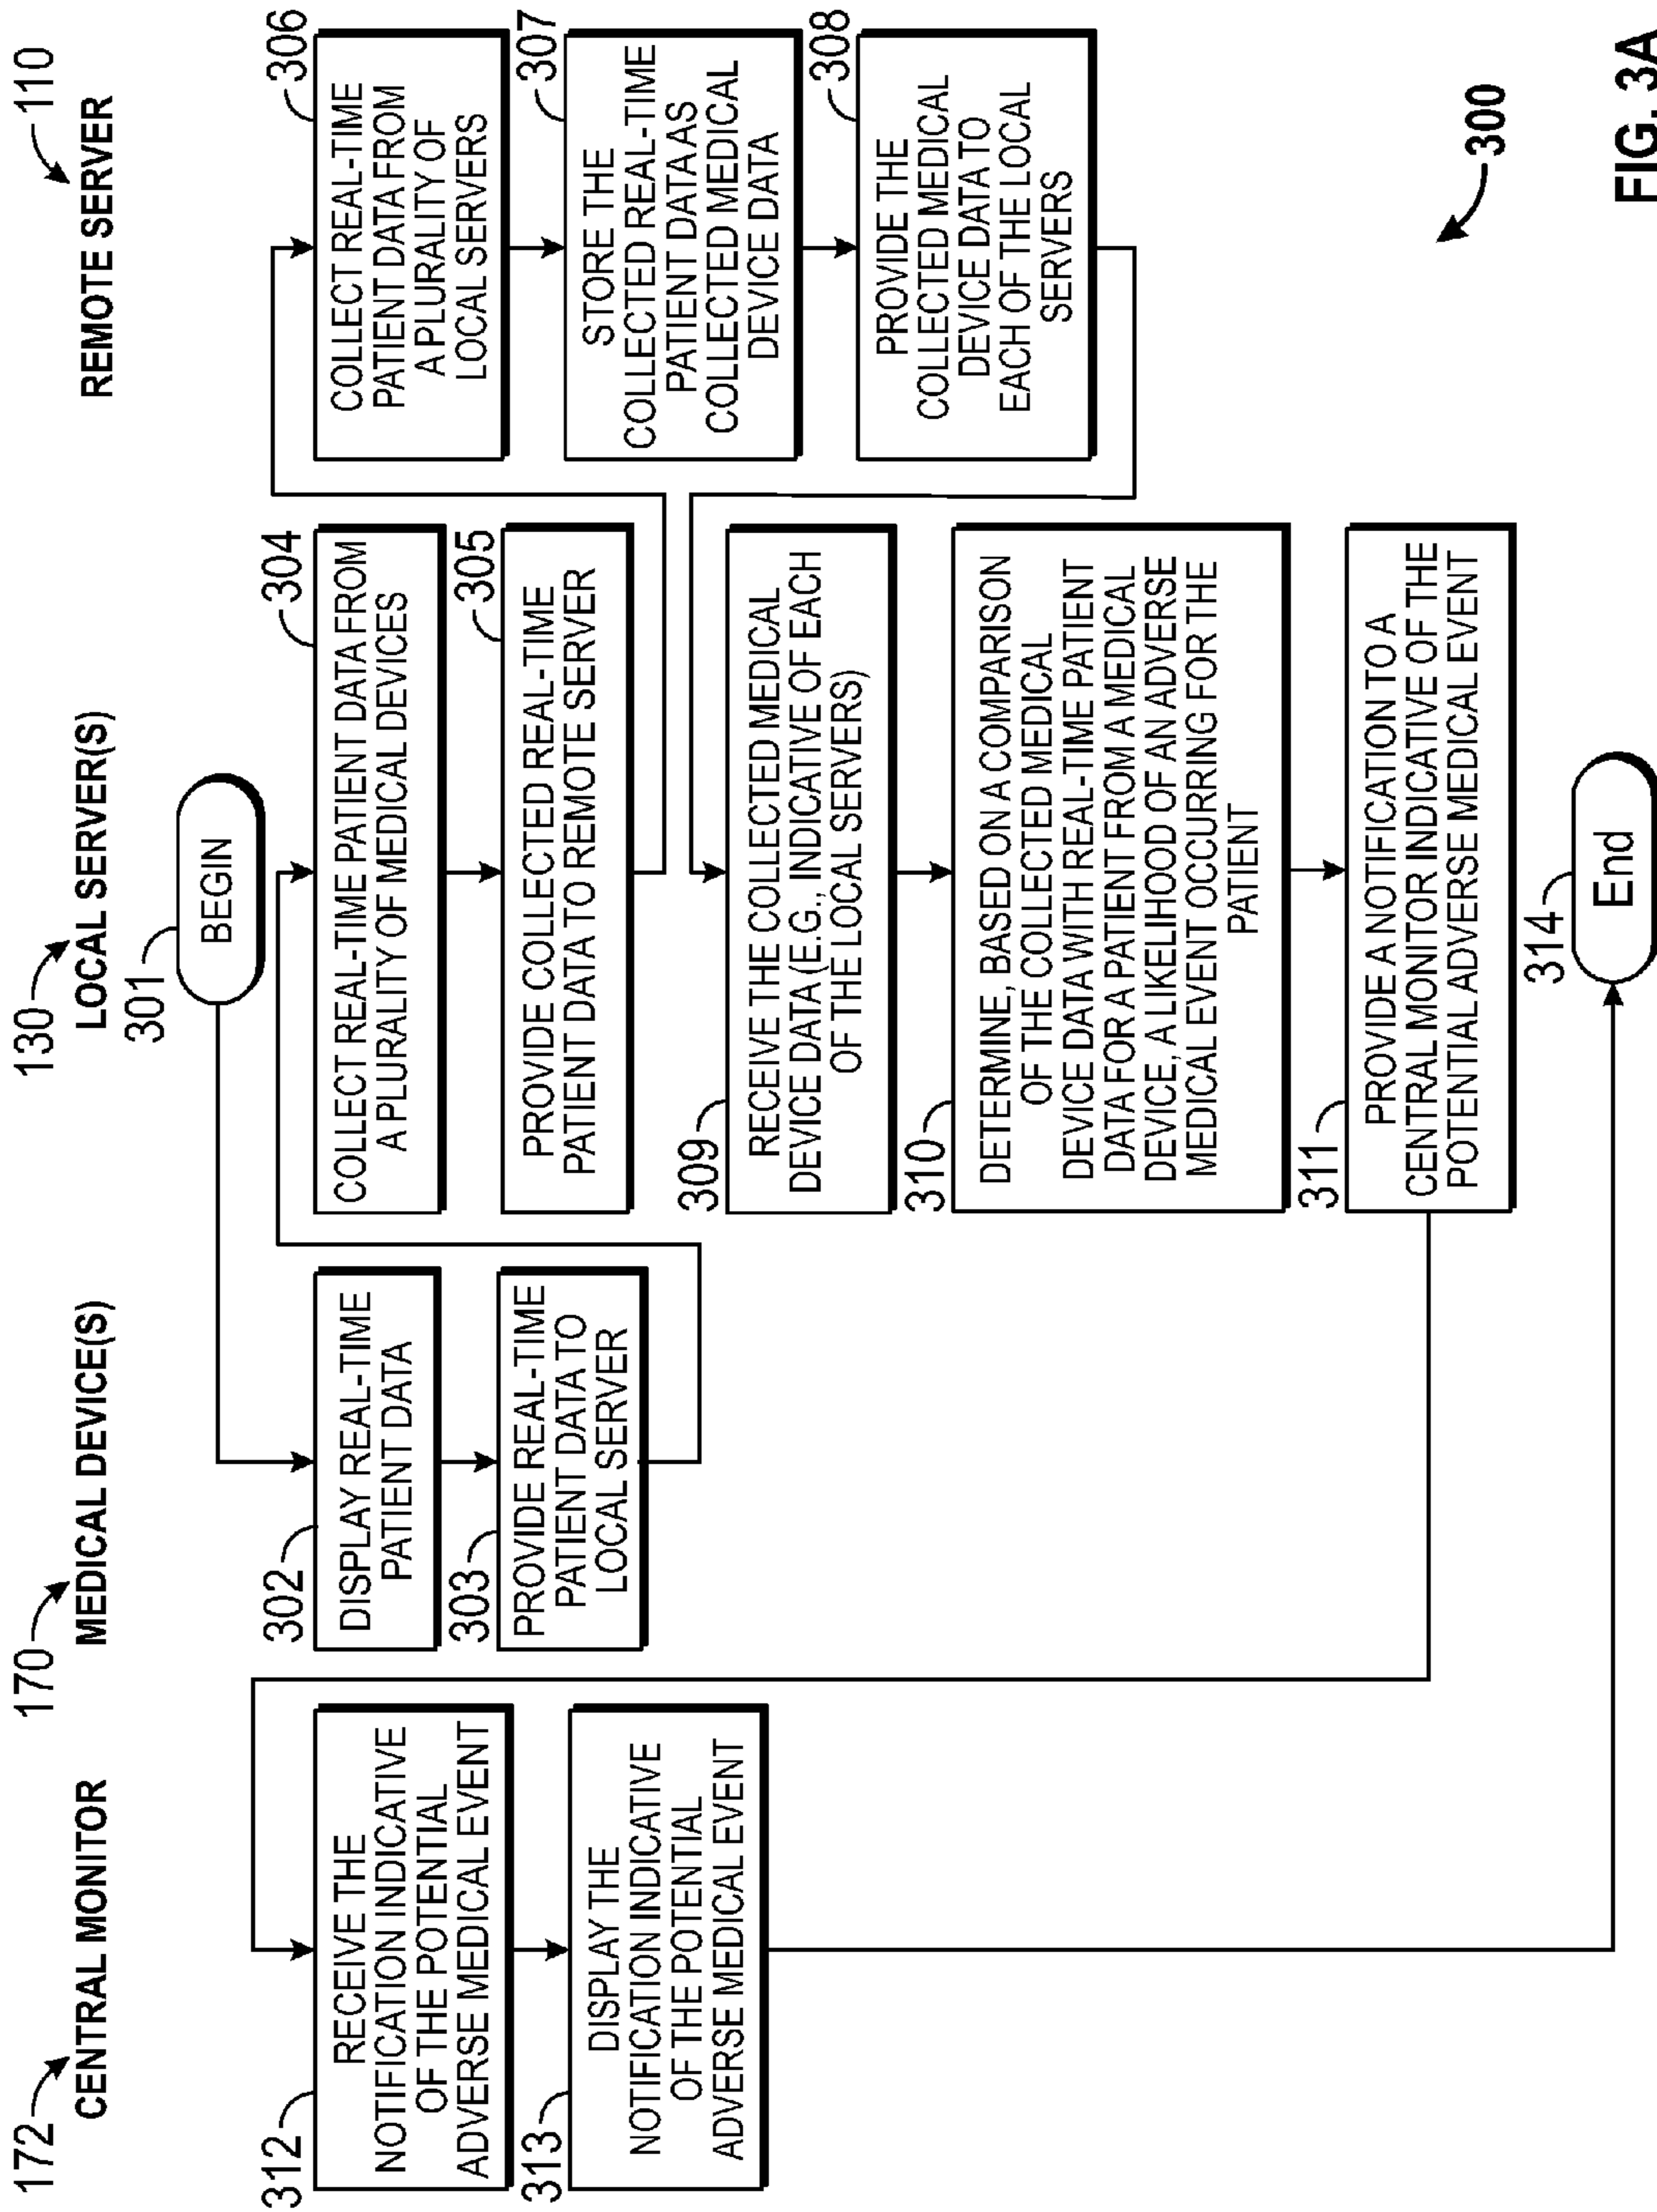 172
CENTRAL MONITOR
170
MEDICAL DEVICE(S)
130
LOCAL SERVER(S)
110
REMOTE SERVER
301
BEGIN
302
DISPLAY REAL-TIME
PATIENT DATA
303
PROVIDE REAL-TIME
PATIENT DATA TO
LOCAL SERVER
304
COLLECT REAL-TIME PATIENT DATA FROM
A PLURALITY OF MEDICAL DEVICES
305
PROVIDE COLLECTED REAL-TIME
PATIENT DATA TO REMOTE SERVER
306
COLLECT REAL-TIME
PATIENT DATA FROM
A PLURALITY OF
LOCAL SERVERS
307
STORE THE
COLLECTED REAL-TIME
PATIENT DATA AS
COLLECTED MEDICAL
DEVICE DATA
308
PROVIDE THE
COLLECTED MEDICAL
DEVICE DATA TO
EACH OF THE LOCAL
SERVERS
309
RECEIVE THE COLLECTED MEDICAL
DEVICE DATA (E.G., INDICATIVE OF EACH
OF THE LOCAL SERVERS)
310
DETERMINE, BASED ON A COMPARISON
OF THE COLLECTED MEDICAL
DEVICE DATA WITH REAL-TIME PATIENT
DATA FOR A PATIENT FROM A MEDICAL
DEVICE, A LIKELIHOOD OF AN ADVERSE
MEDICAL EVENT OCCURRING FOR THE
PATIENT
311
PROVIDE A NOTIFICATION TO A
CENTRAL MONITOR INDICATIVE OF THE
POTENTIAL ADVERSE MEDICAL EVENT
312
RECEIVE THE
NOTIFICATION INDICATIVE
OF THE POTENTIAL
ADVERSE MEDICAL EVENT
313
DISPLAY THE
NOTIFICATION INDICATIVE
OF THE POTENTIAL
ADVERSE MEDICAL EVENT
314
End
300
FIG. 3A